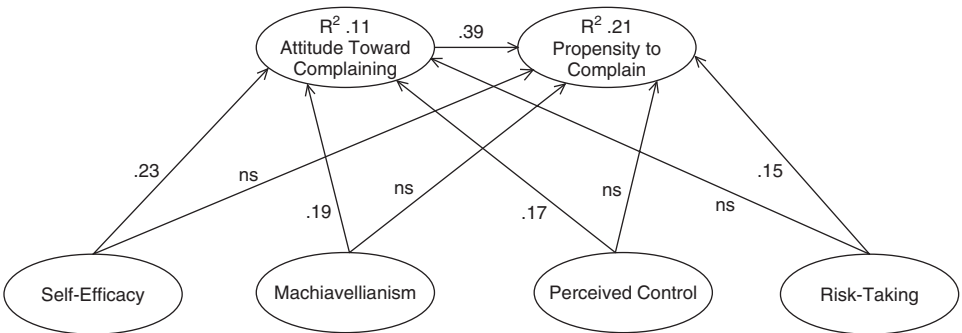 R² .11
Attitude Toward
Complaining
.39
R² .21
Propensity to
Complain
.23
ns
.19
ns
.17
ns
ns
.15
Self-Efficacy
Machiavellianism
Perceived Control
Risk-Taking